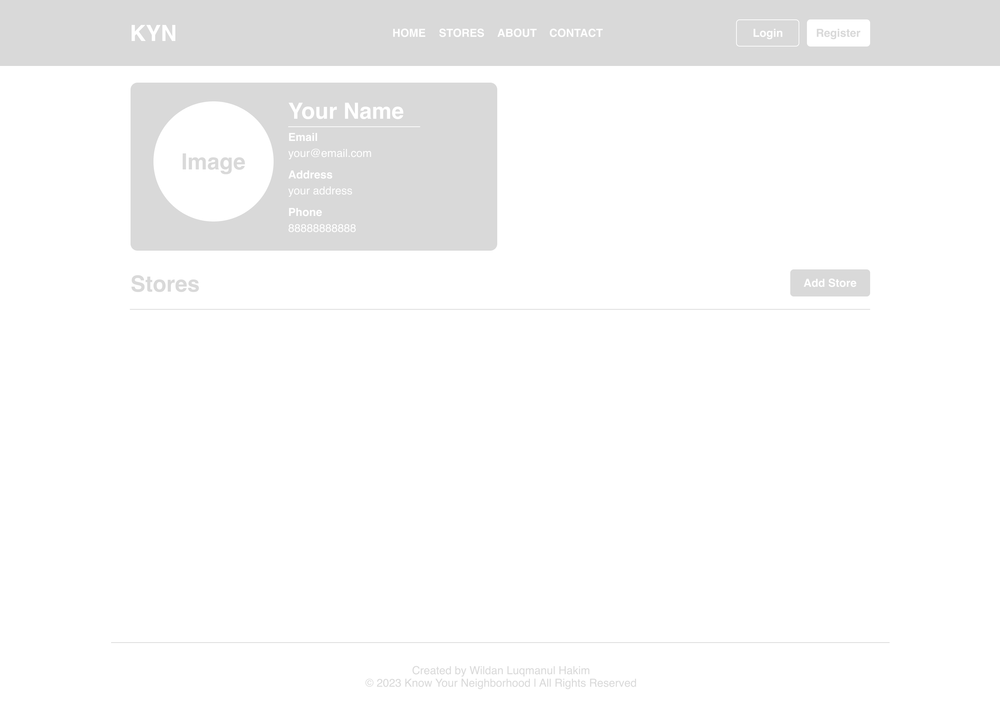 KYN
HOME STORES ABOUT CONTACT
Login
Register
Image
Your Name
Email
your@email.com
Address
your address
Phone
88888888888
Stores
Add Store
Created by Wildan Luqmanul Hakim
© 2023 Know Your Neighborhood I All Rights Reserved